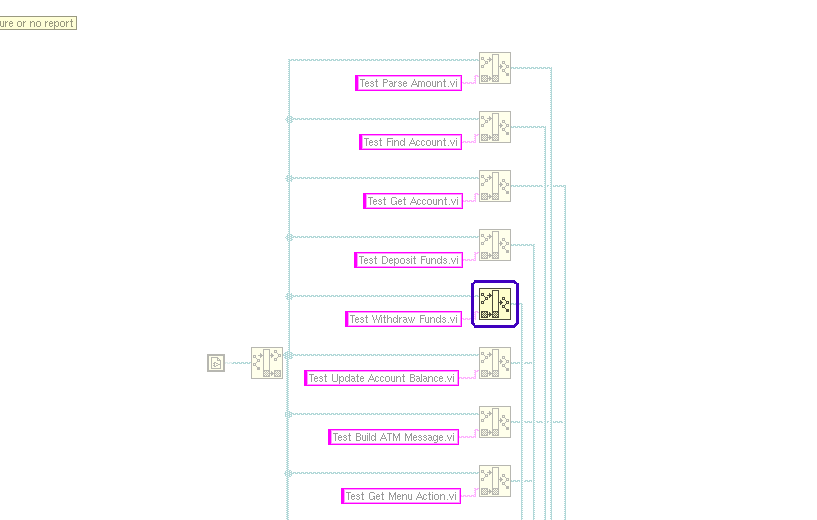 ure or no report
Test Parse Amount.vi
Test Find Account.vi
Test Get Account.vi
Test Deposit Funds.vi
Test Withdraw Funds.vi
Test Update Account Balance.vi
Test Build ATM Message.vi
Test Get Menu Action.vi